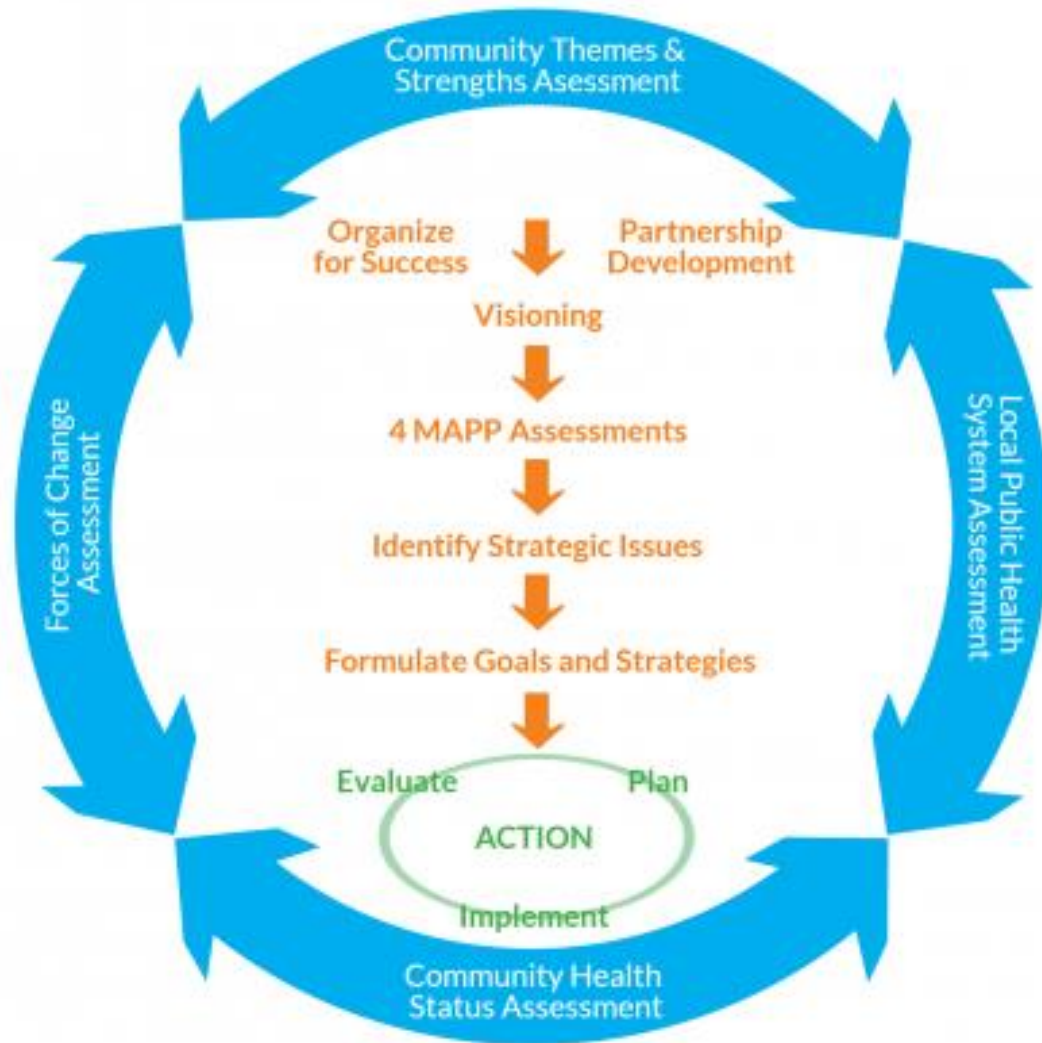 Community Themes &
Strengths Asessment
Organize
for Success
Partnership
Development
Visioning
4 MAPP Assessments
Identify Strategic Issues
Formulate Goals and Strategies
Evaluate
Plan
ACTION
Implement
Forces of Change
Assessment
Local Public Health
System Assessment
Community Health
Status Assessment